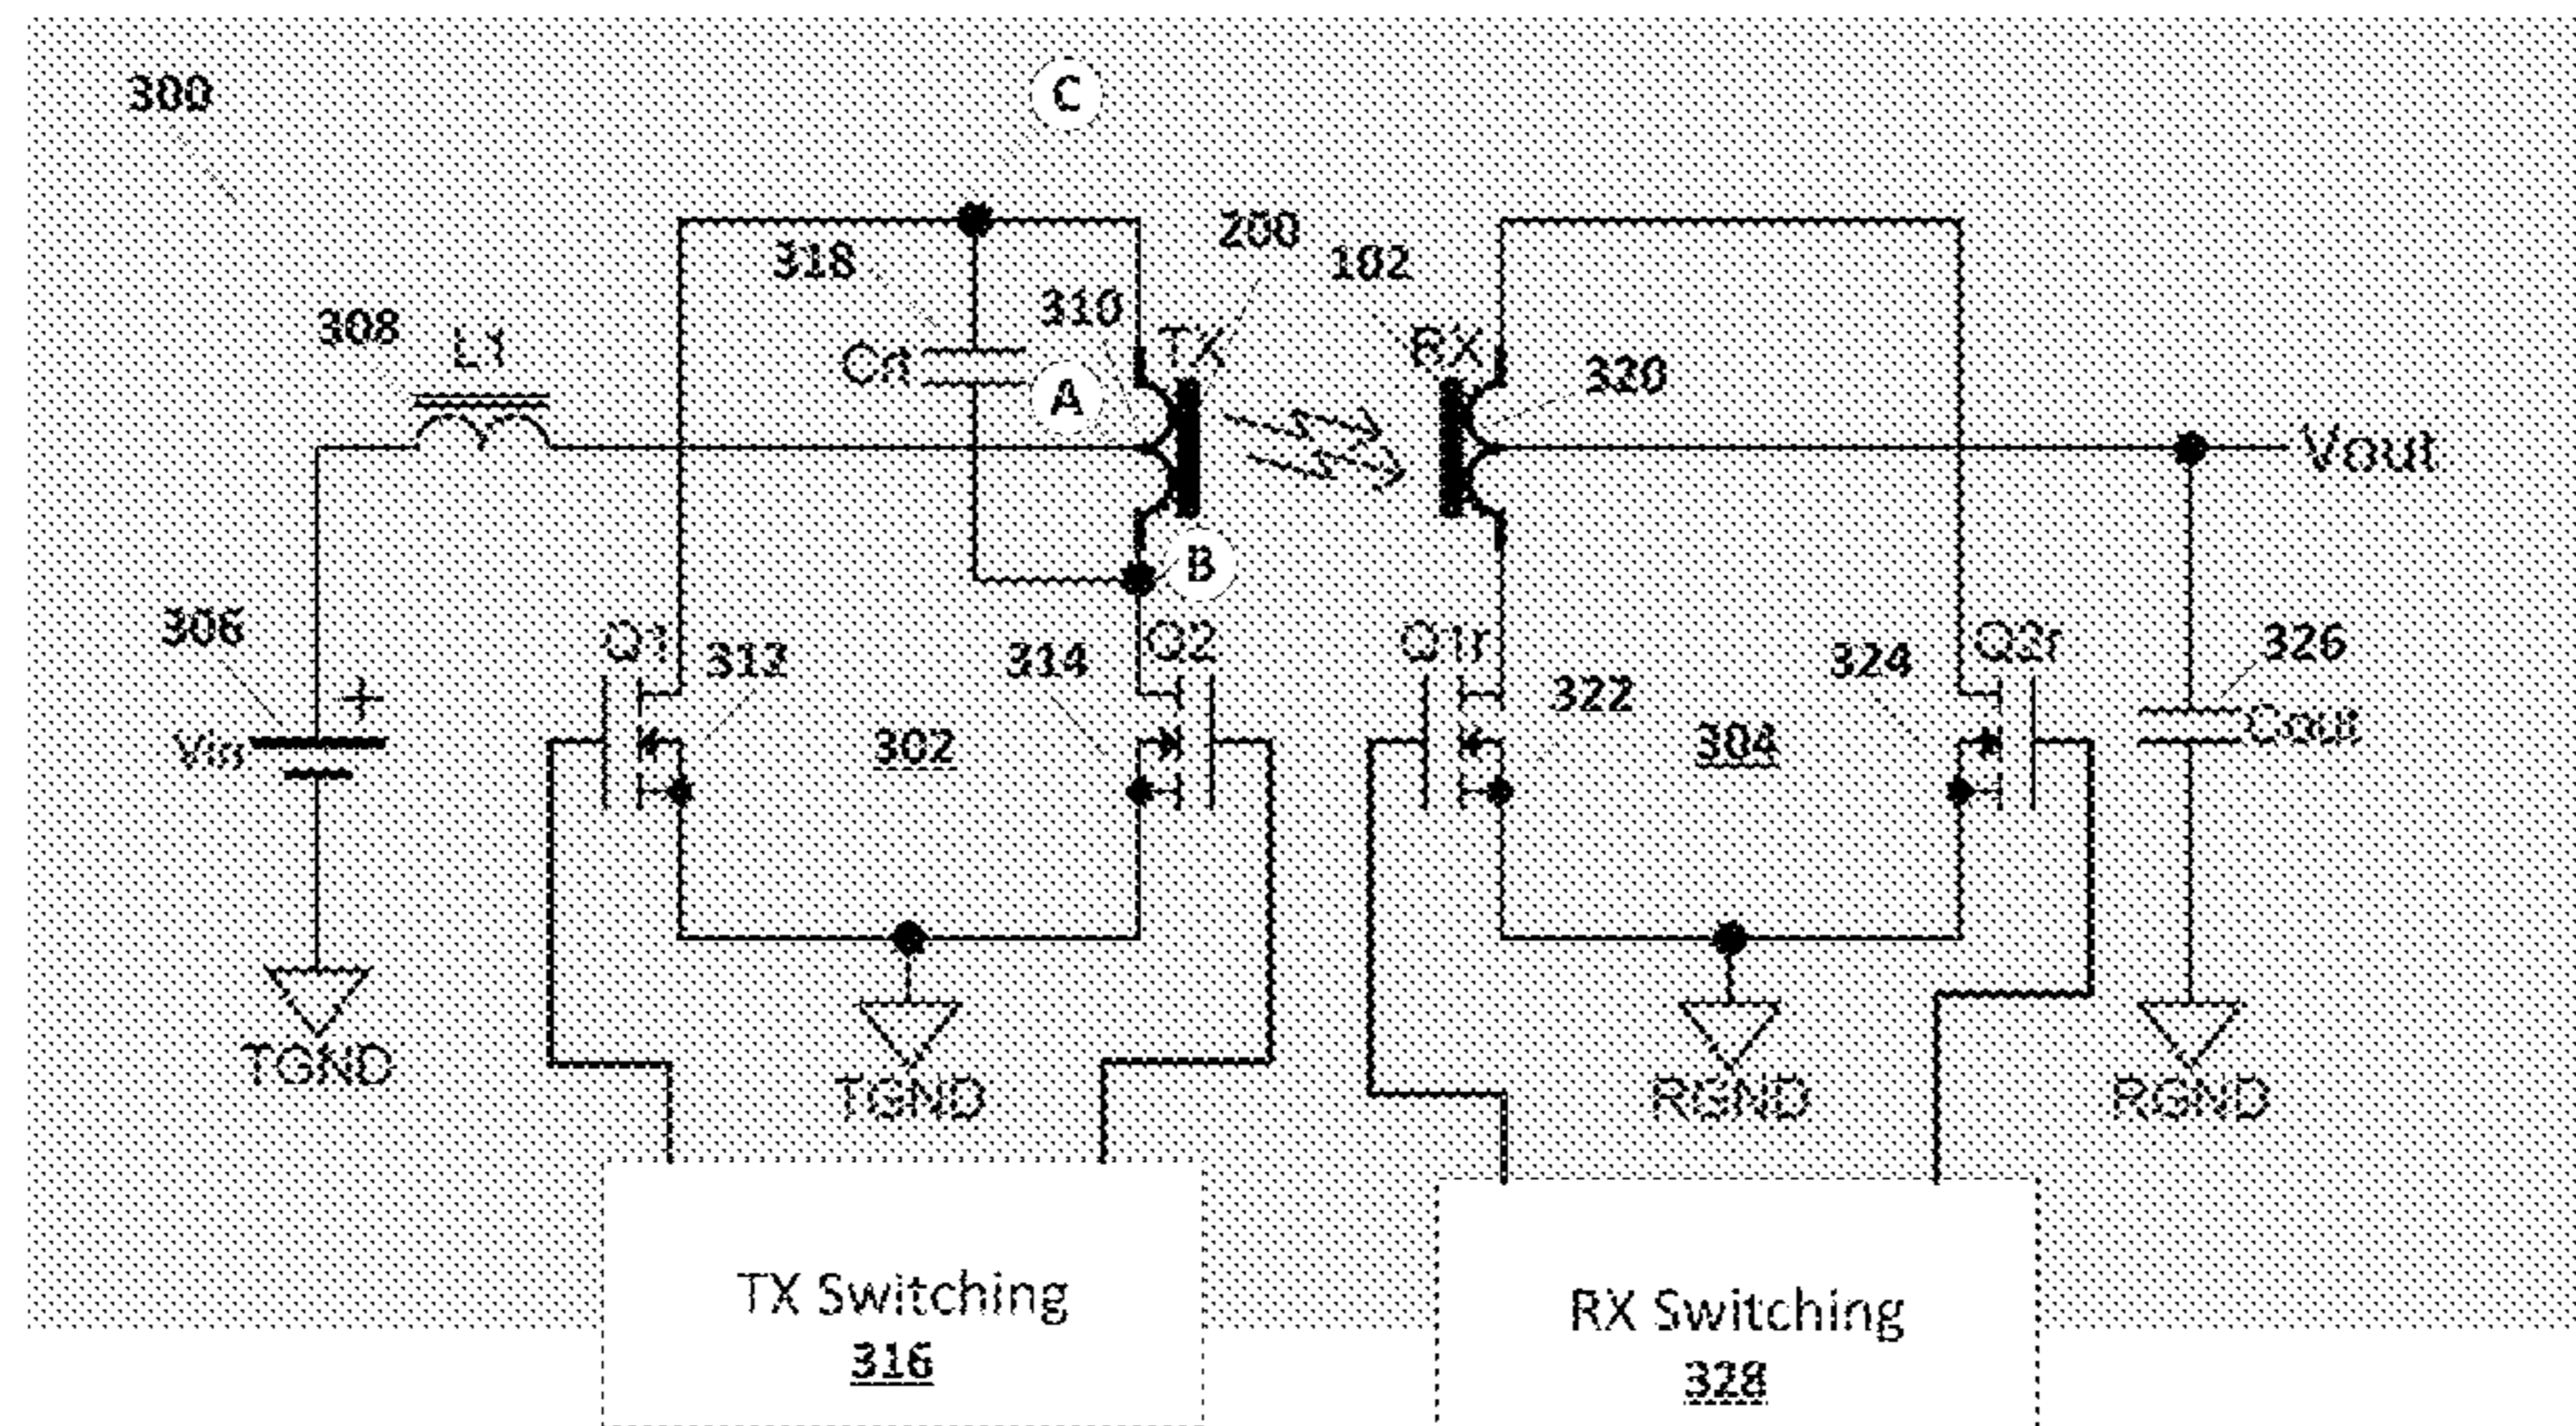 300
C
318
200
102
310
308
L1
TX
RX
320
A
Vout
B
306
Q1
312
314
Q2
Q1r
322
324
Q2r
326
+
Vin
302
304
Cout
TGND
TGND
RGND
RGND
TX Switching
316
RX Switching
328